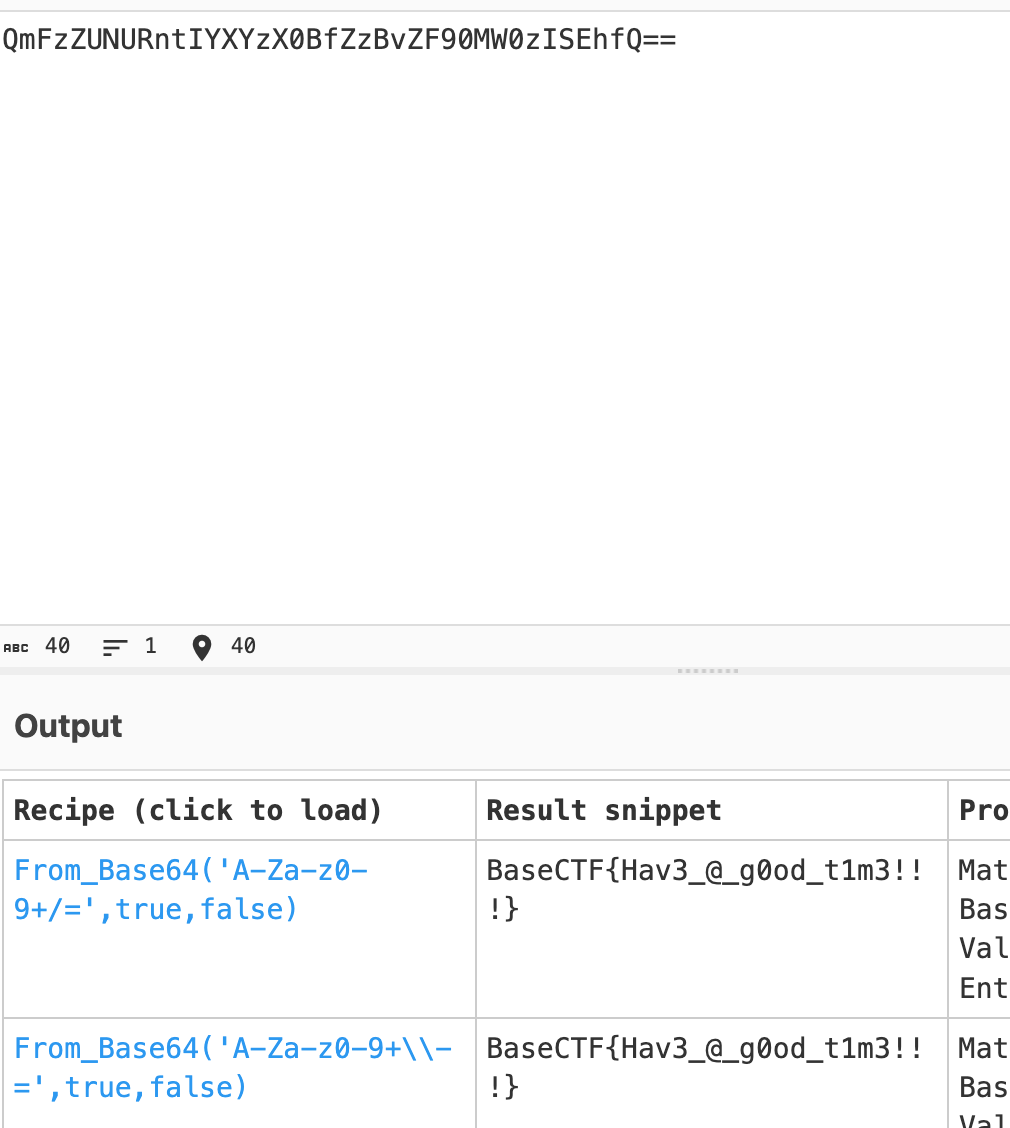 QmFzZUNURntIYXYzX0BfZzBvZF90MW0zISEhfQ==
ABC 40 1 40
Output
Recipe (click to load) Result snippet Pro
From_Base64('A-Za-z0- BaseCTF{Hav3_@_g0od_t1m3!! Mat
9+/=',true,false) !} Bas
Val
Ent
From_Base64('A-Za-z0-9+\\- BaseCTF{Hav3_@_g0od_t1m3!! Mat
=',true,false) !} Bas
Val